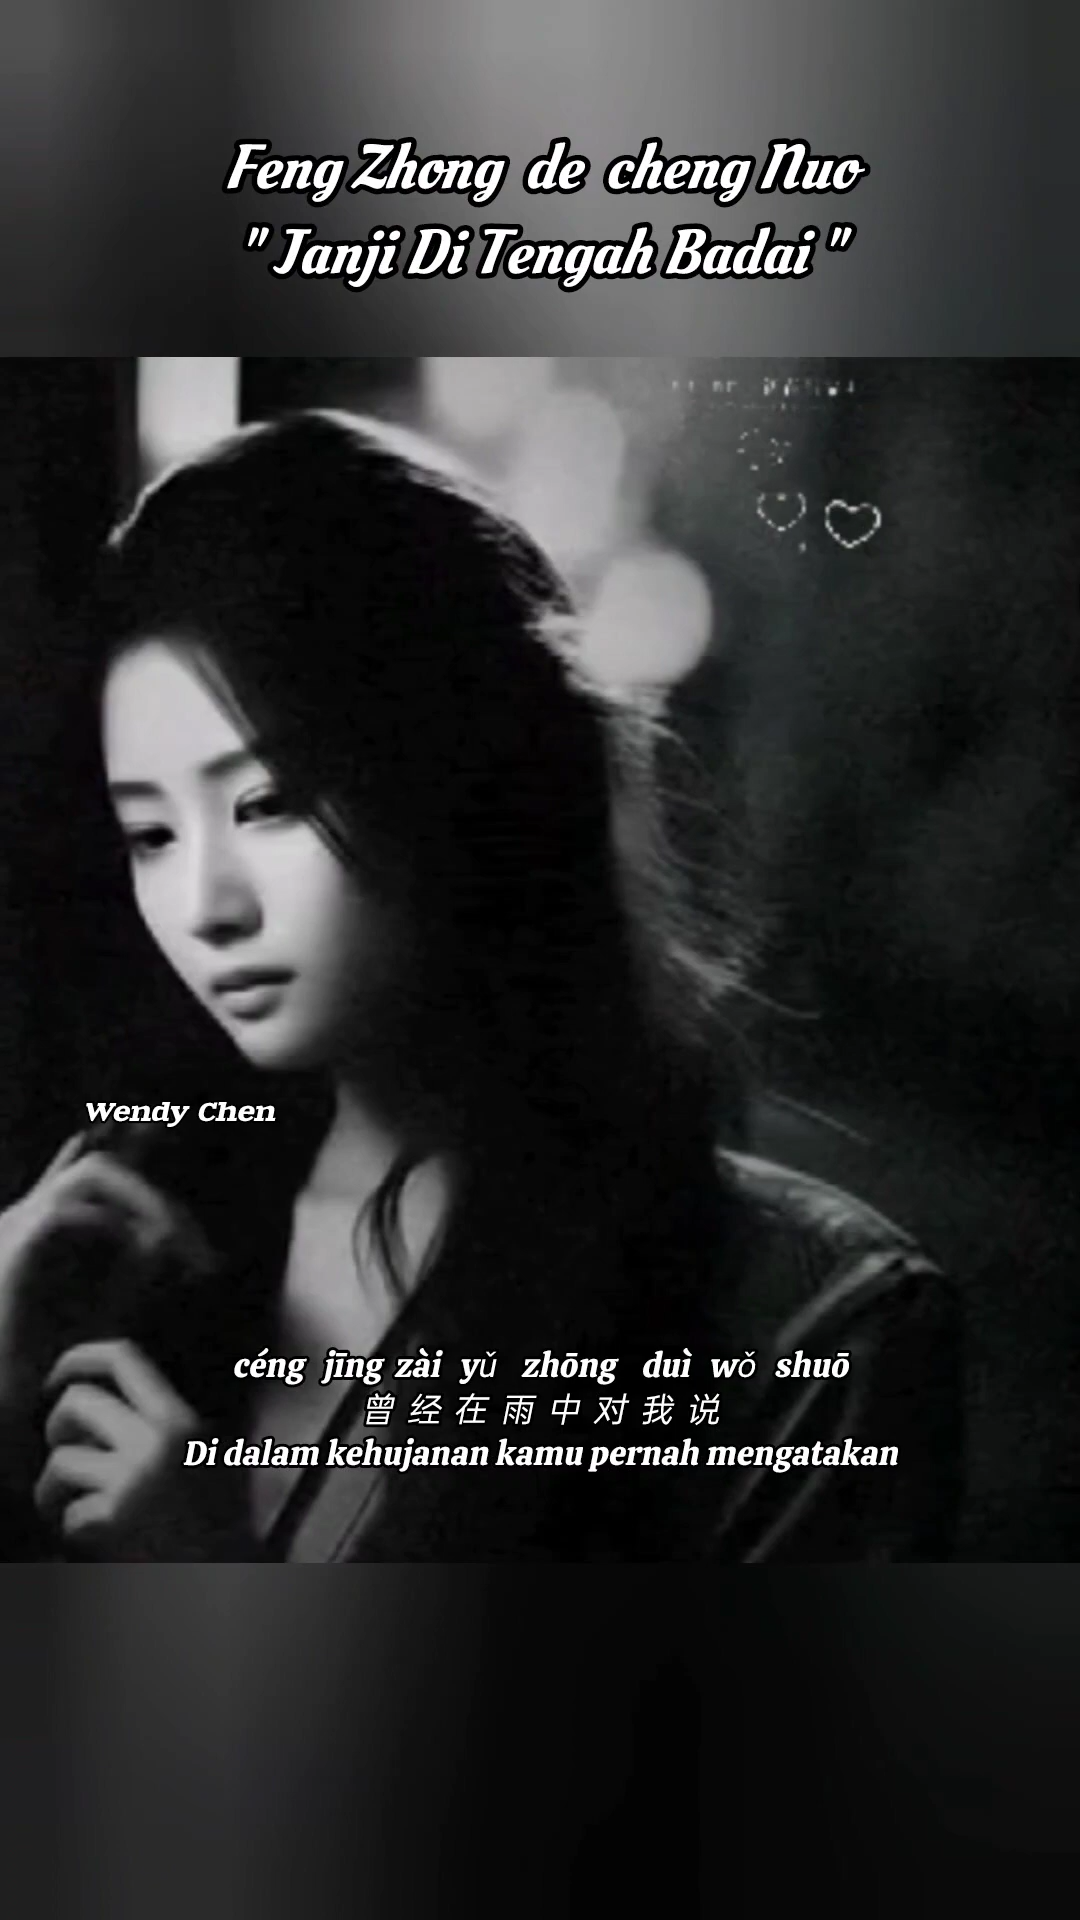 Feng Zhong de cheng Nuo
" Janji Di Tengah Badai "
Wendy Chen
céng jīng zài yǔ zhōng duì wǒ shuō
曾 经 在 雨 中 对 我 说
Di dalam kehujanan kamu pernah mengatakan